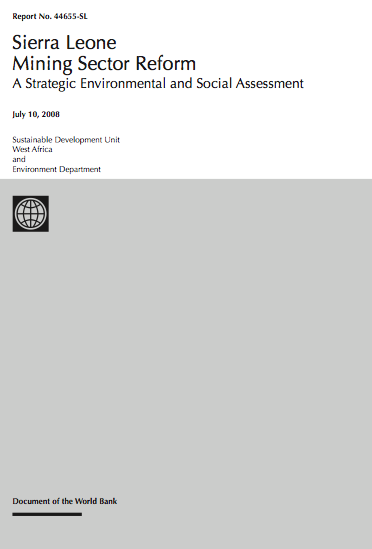 Report No. 44655-SL
Sierra Leone
Mining Sector Reform
A Strategic Environmental and Social Assessment
July 10, 2008
Sustainable Development Unit
West Africa
and
Environment Department
Document of the World Bank